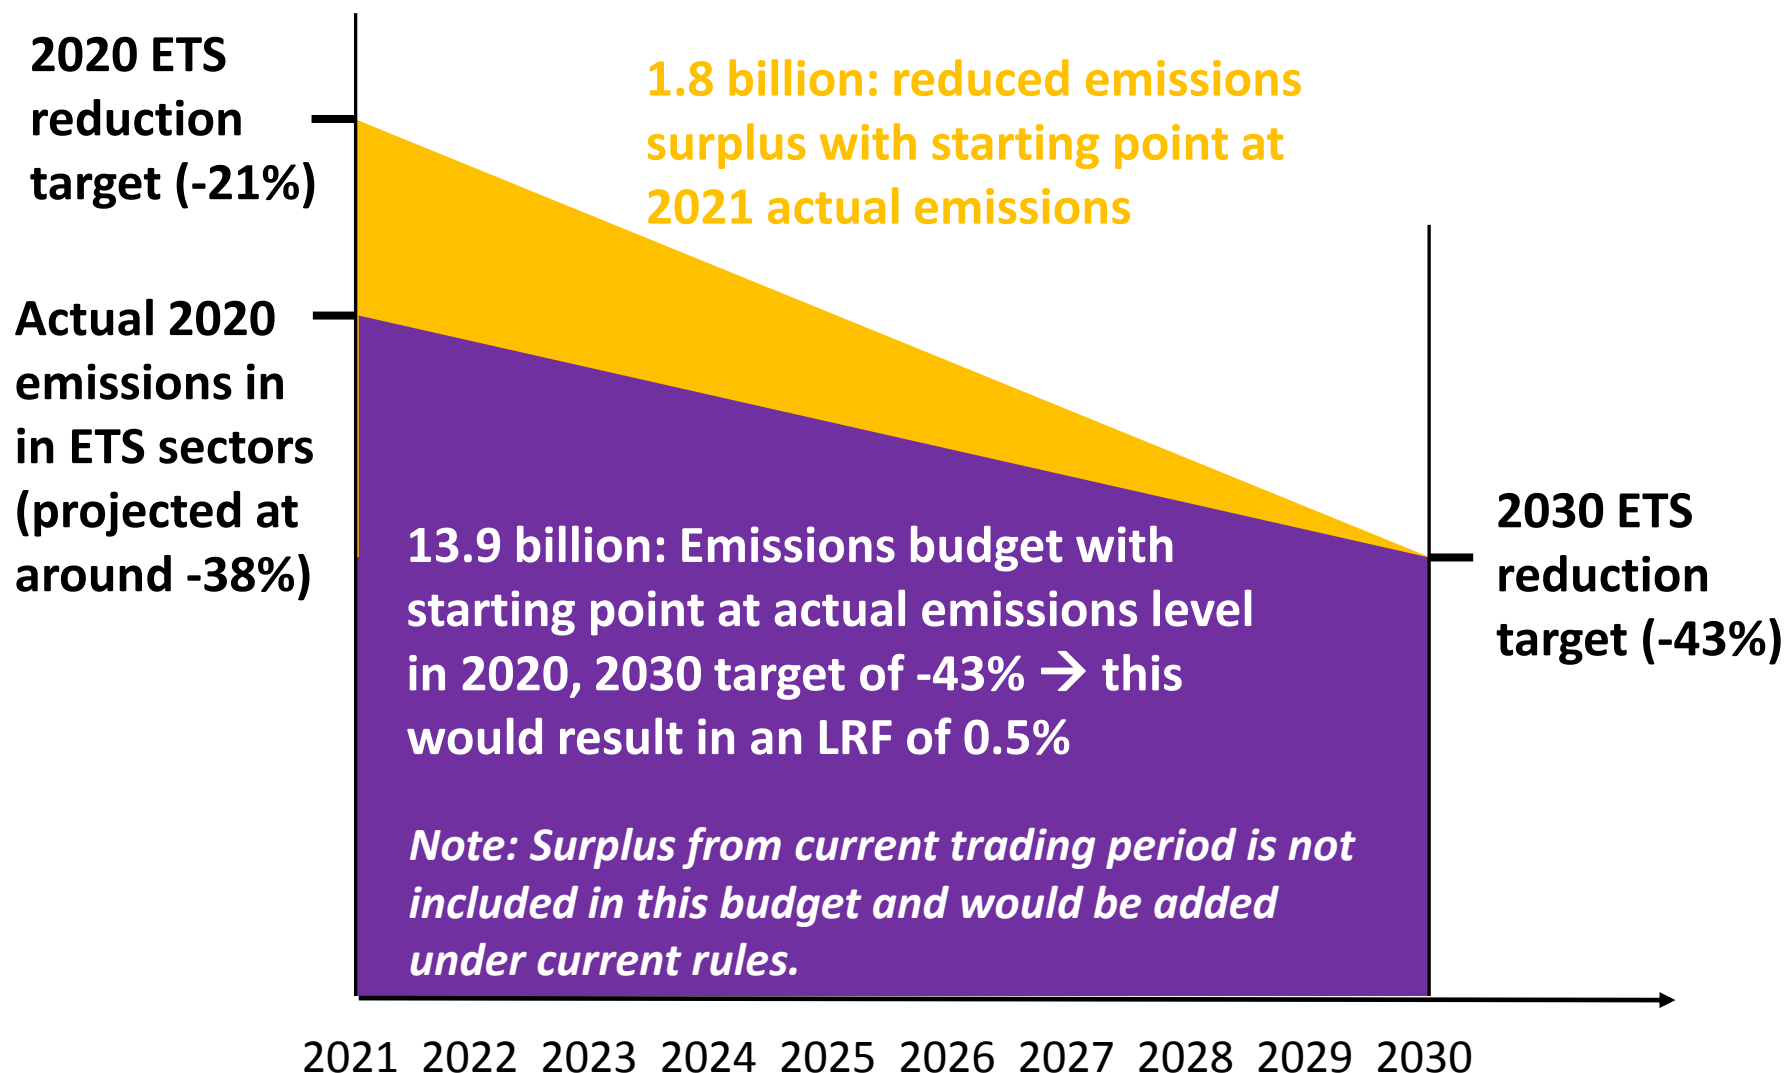 2020 ETS
reduction
target (-21%)
1.8 billion: reduced emissions
surplus with starting point at
2021 actual emissions
Actual 2020
emissions in
in ETS sectors
(projected at
around -38%)
13.9 billion: Emissions budget with
starting point at actual emissions level
in 2020, 2030 target of -43% → this
would result in an LRF of 0.5%
Note: Surplus from current trading period is not
included in this budget and would be added
under current rules.
2030 ETS
reduction
target (-43%)
2021 2022 2023 2024 2025 2026 2027 2028 2029 2030